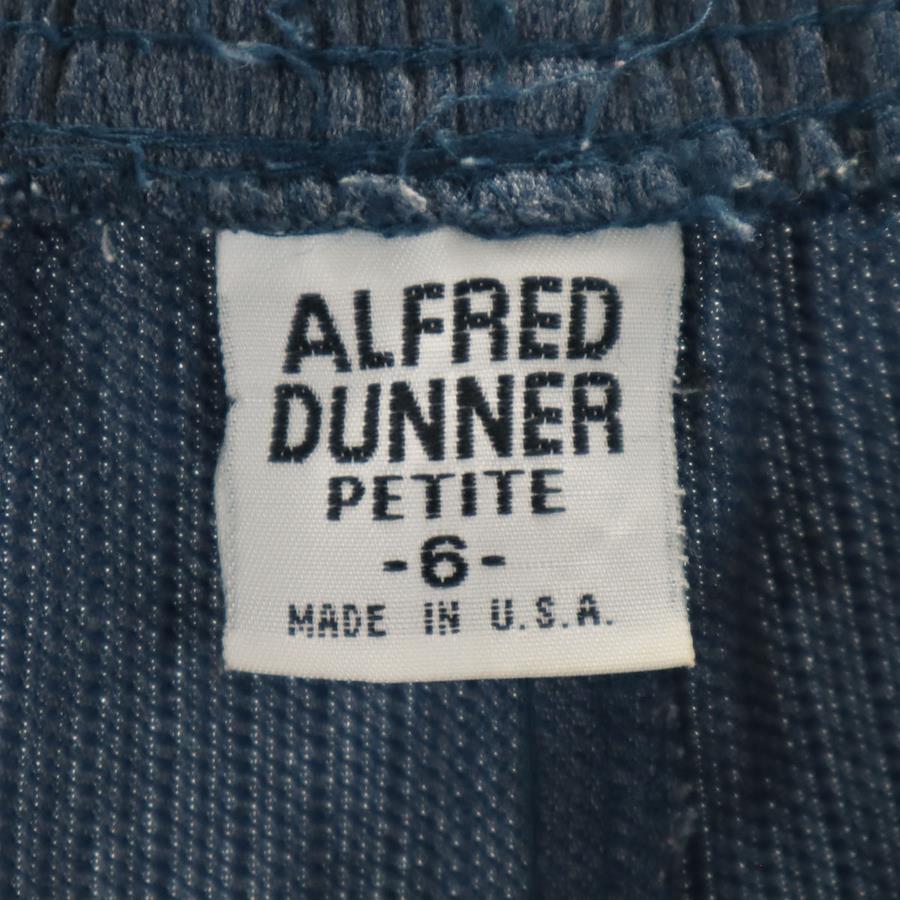 ALFRED
DUNNER
PETITE
-6-
MADE IN U.S.A.